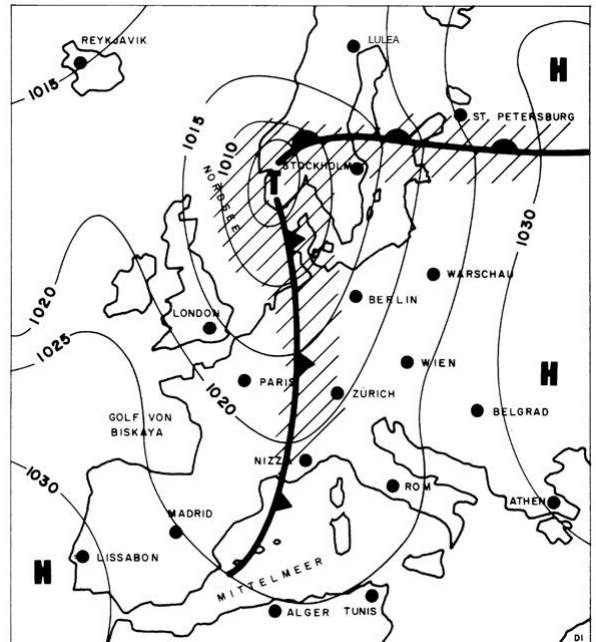 REYKJAVIK
LULEA
H
1015
1015
ST. PETERSBURG
1010
STOCKHOLM
NORDSEE
T
1030
WARSCHAU
1020
BERLIN
LONDON
1025
WIEN
H
PARIS
ZÜRICH
1020
BELGRAD
GOLF VON
BISKAYA
NIZZA
1030
ROM
ATHEN
MADRID
LISSABON
H
MITTELMEER
ALGER
TUNIS
DI